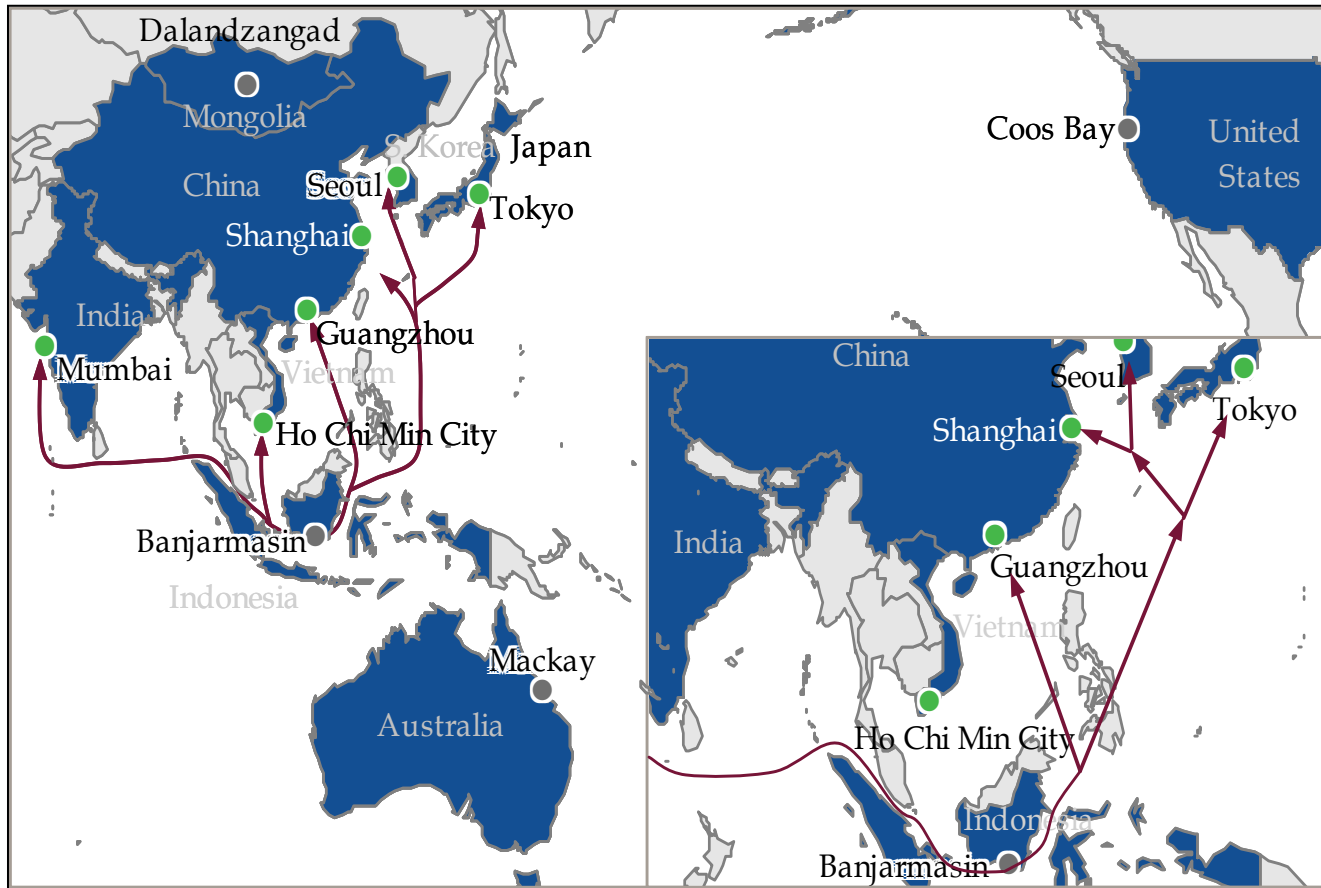 Dalandzangad
Mongolia
Coos Bay
United
States
S. Korea
Japan
China
Seoul
Tokyo
Shanghai
India
Guangzhou
Mumbai
Vietnam
Ho Chi Min City
Banjarmasin
Indonesia
Mackay
Australia
China
Seoul
Tokyo
Shanghai
India
Guangzhou
Vietnam
Ho Chi Min City
Indonesia
Banjarmasin